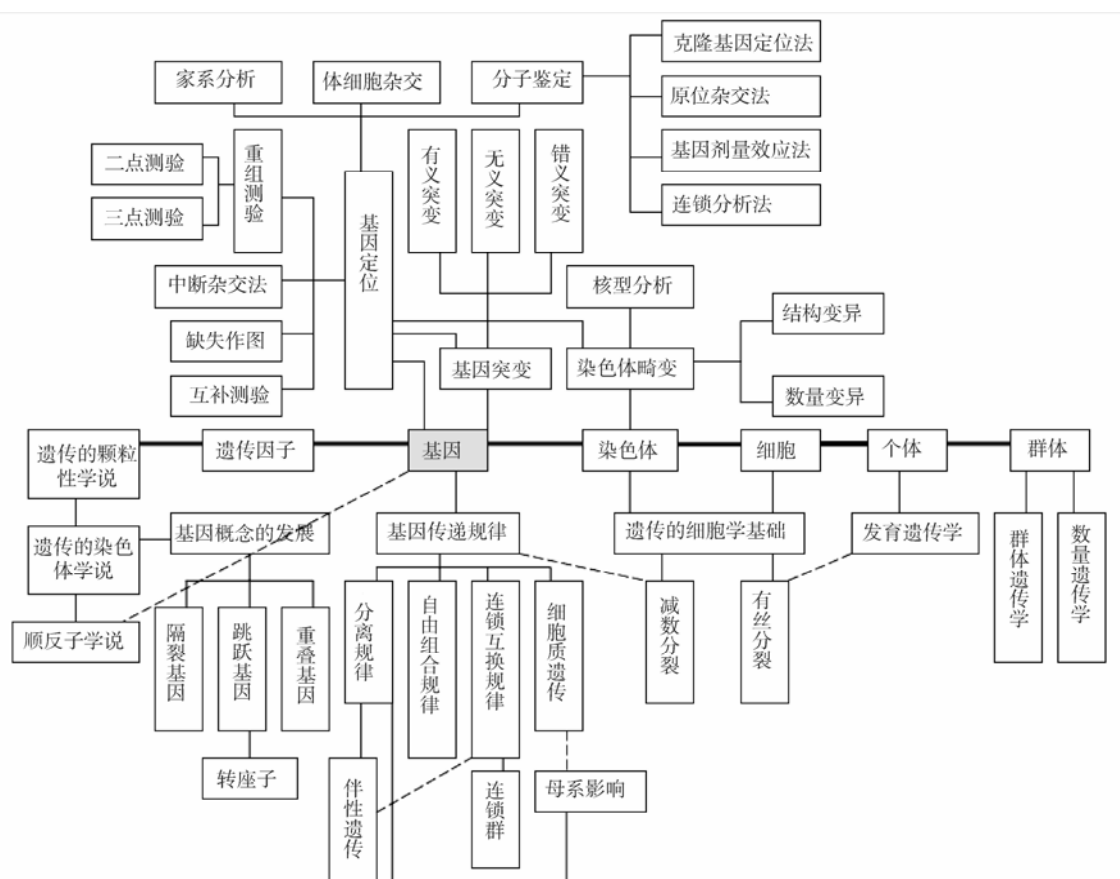 克隆基因定位法
家系分析
体细胞杂交
分子鉴定
原位杂交法
基因剂量效应法
连锁分析法
二点测验
三点测验
重组测验
有义突变
无义突变
错义突变
基因定位
中断杂交法
缺失作图
互补测验
核型分析
结构变异
基因突变
染色体畸变
数量变异
遗传的颗粒
性学说
遗传因子
基因
染色体
细胞
个体
群体
遗传的染色
体学说
基因概念的发展
基因传递规律
遗传的细胞学基础
发育遗传学
群体遗传学
数量遗传学
顺反子学说
隔裂基因
跳跃基因
重叠基因
分离规律
自由组合规律
连锁互换规律
细胞质遗传
减数分裂
有丝分裂
转座子
伴性遗传
连锁群
母系影响